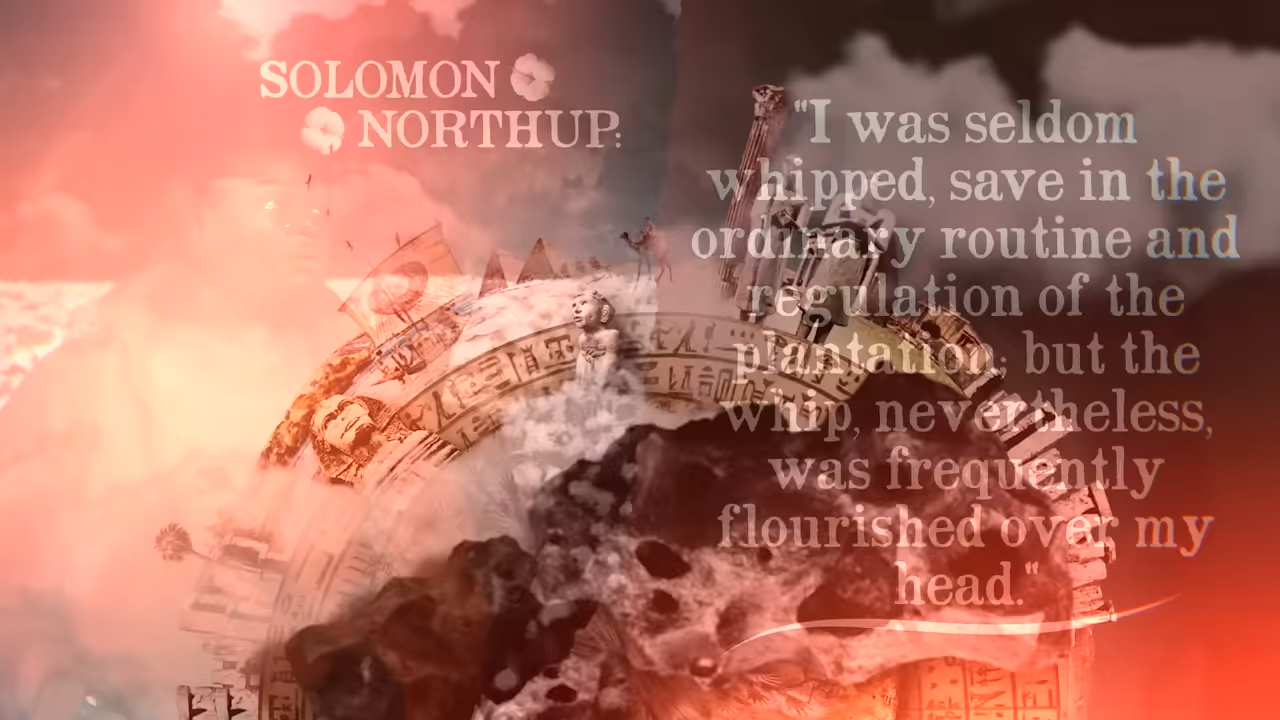 SOLOMON
NORTHUP:
"I was seldom
whipped, save in the
ordinary routine and
regulation of the
plantation: but the
whip, nevertheless,
was frequently
flourished over my
head."